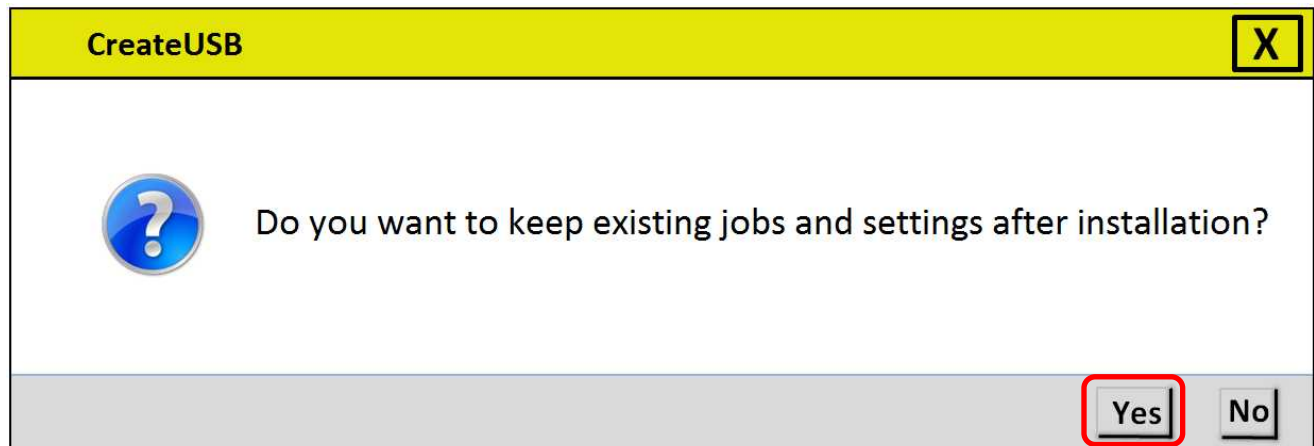 CreateUSB
X
Do you want to keep existing jobs and settings after installation?
Yes No